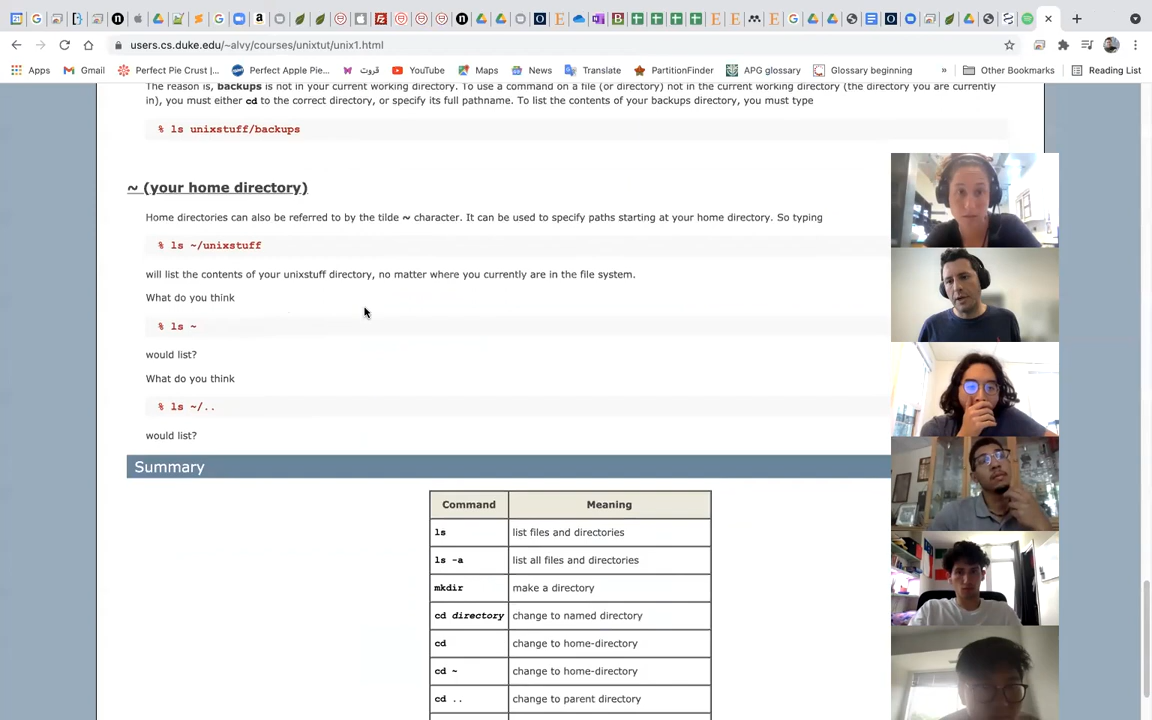 users.cs.duke.edu/~alvy/courses/unixtut/unix1.html
Apps
Gmail
Perfect Pie Crust |...
Perfect Apple Pie...
قروت
YouTube
Maps
News
Translate
PartitionFinder
APG glossary
Glossary beginning
»
Other Bookmarks
Reading List
The reason is, backups is not in your current working directory. To use a command on a file (or directory) not in the current working directory (the directory you are currently
in), you must either cd to the correct directory, or specify its full pathname. To list the contents of your backups directory, you must type
% ls unixstuff/backups
~ (your home directory)
Home directories can also be referred to by the tilde ~ character. It can be used to specify paths starting at your home directory. So typing
% ls ~/unixstuff
will list the contents of your unixstuff directory, no matter where you currently are in the file system.
What do you think
% ls ~
would list?
What do you think
% ls ~/..
would list?
Summary
Command Meaning
ls list files and directories
ls -a list all files and directories
mkdir make a directory
cd directory change to named directory
cd change to home-directory
cd ~ change to home-directory
cd .. change to parent directory